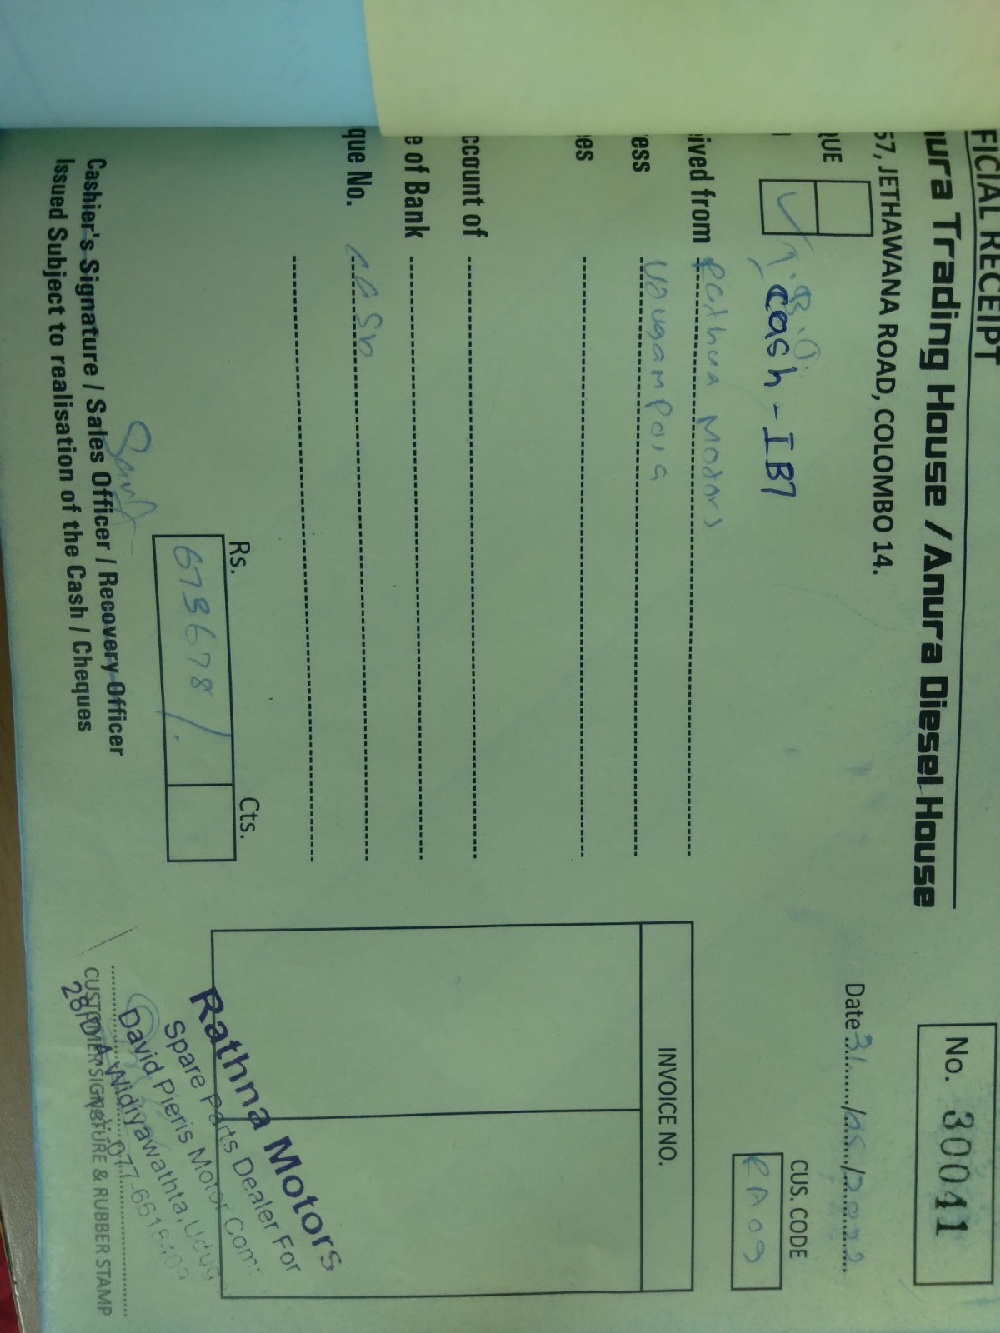 FICIAL RECEIPT
ura Trading House / Anura Diesel House
57, JETHAWANA ROAD, COLOMBO 14.
No. 30041
QUE
Date 31/05/2022
cash - IB7
CUS. CODE
RA09
ived from Rathna Motors
ess Udugampola
es
ccount of
e of Bank
que No. cash
INVOICE NO.
Rs. Cts.
673678/.
Cashier's Signature / Sales Officer / Recovery Officer
Issued Subject to realisation of the Cash / Cheques
Rathna Motors
Spare Parts Dealer For
David Pieris Motor Com
Widiyawathta, Udug
CUSTOMER SIGNATURE & RUBBER STAMP